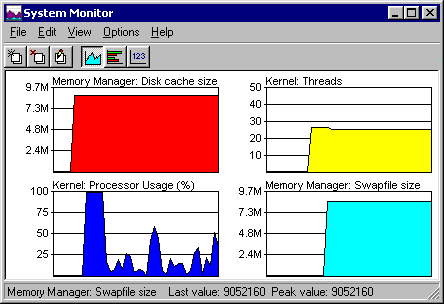 System Monitor
File Edit View Options Help
123
Memory Manager: Disk cache size
9.7M
7.3M
4.8M
2.4M
Kernel: Threads
50
40
30
20
10
Kernel: Processor Usage (%)
100
75
50
25
Memory Manager: Swapfile size
9.7M
7.3M
4.8M
2.4M
Memory Manager: Swapfile size Last value: 9052160 Peak value: 9052160